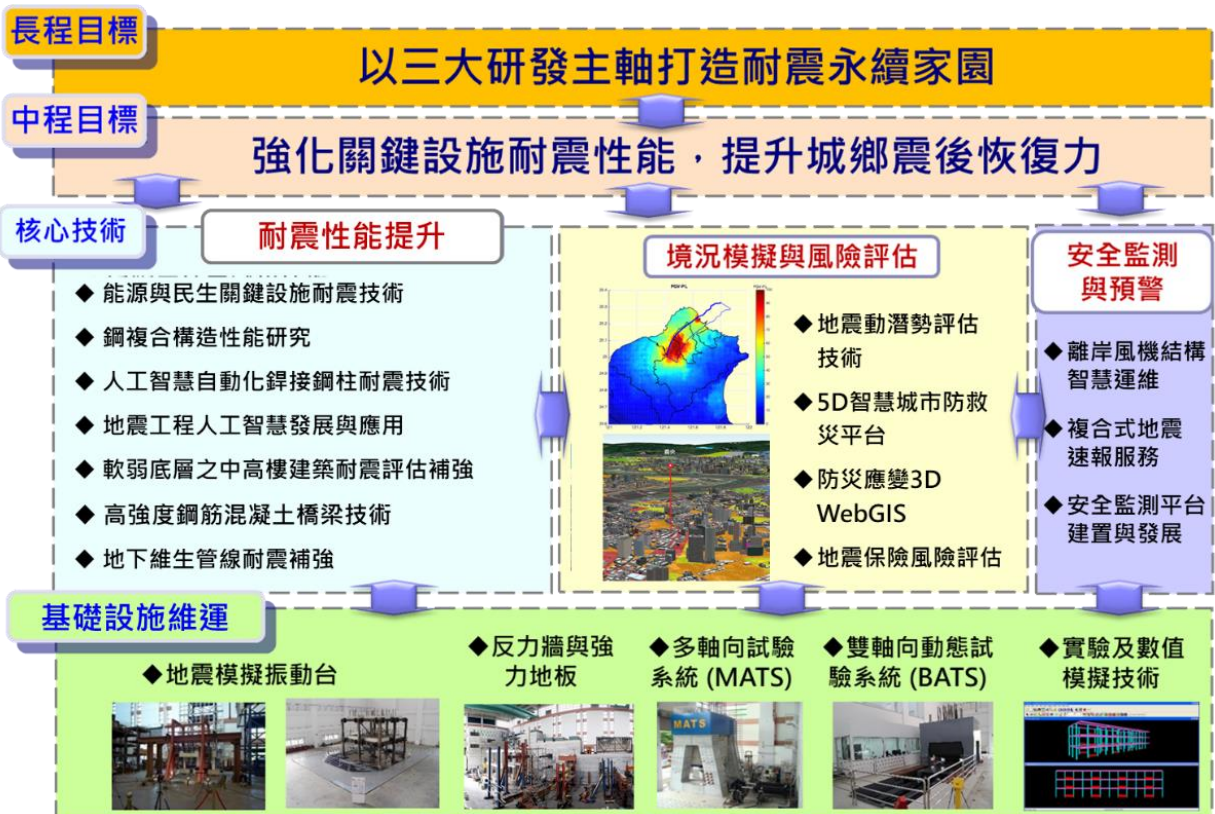 長程目標
以三大研發主軸打造耐震永續家園
中程目標
強化關鍵設施耐震性能，提升城鄉震後恢復力
核心技術
耐震性能提升
◆ 能源與民生關鍵設施耐震技術
◆ 鋼複合構造性能研究
◆ 人工智慧自動化銲接鋼柱耐震技術
◆ 地震工程人工智慧發展與應用
◆ 軟弱底層之中高樓建築耐震評估補強
◆ 高強度鋼筋混凝土橋梁技術
◆ 地下維生管線耐震補強
境況模擬與風險評估
◆地震動潛勢評估
技術
◆5D智慧城市防救
災平台
◆防災應變3D
WebGIS
◆地震保險風險評估
安全監測
與預警
◆離岸風機結構
智慧運維
◆複合式地震
速報服務
◆安全監測平台
建置與發展
基礎設施維運
◆地震模擬振動台
◆反力牆與強
力地板
◆多軸向試驗
系統 (MATS)
MATS
◆雙軸向動態試
驗系統 (BATS)
◆實驗及數值
模擬技術